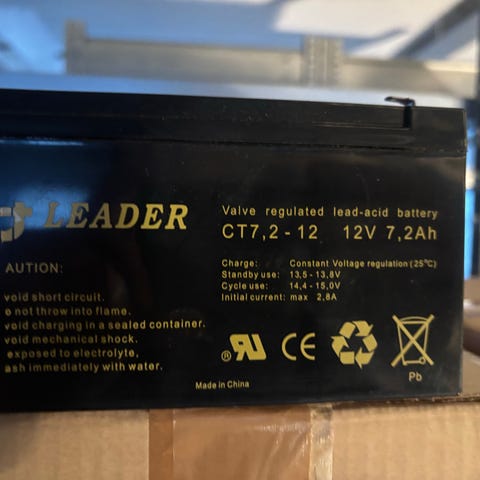 LEADER
Valve regulated lead-acid battery
CT7,2-12 12V 7,2Ah
Charge: Constant Voltage regulation (25°C)
Standby use: 13,5-13,8V
Cycle use: 14,4-15,0V
Initial current: max 2,8A
AUTION:
void short circuit.
o not throw into flame.
void charging in a sealed container.
void mechanical shock.
exposed to electrolyte,
ash immediately with water.
® RU CE Pb
Made in China